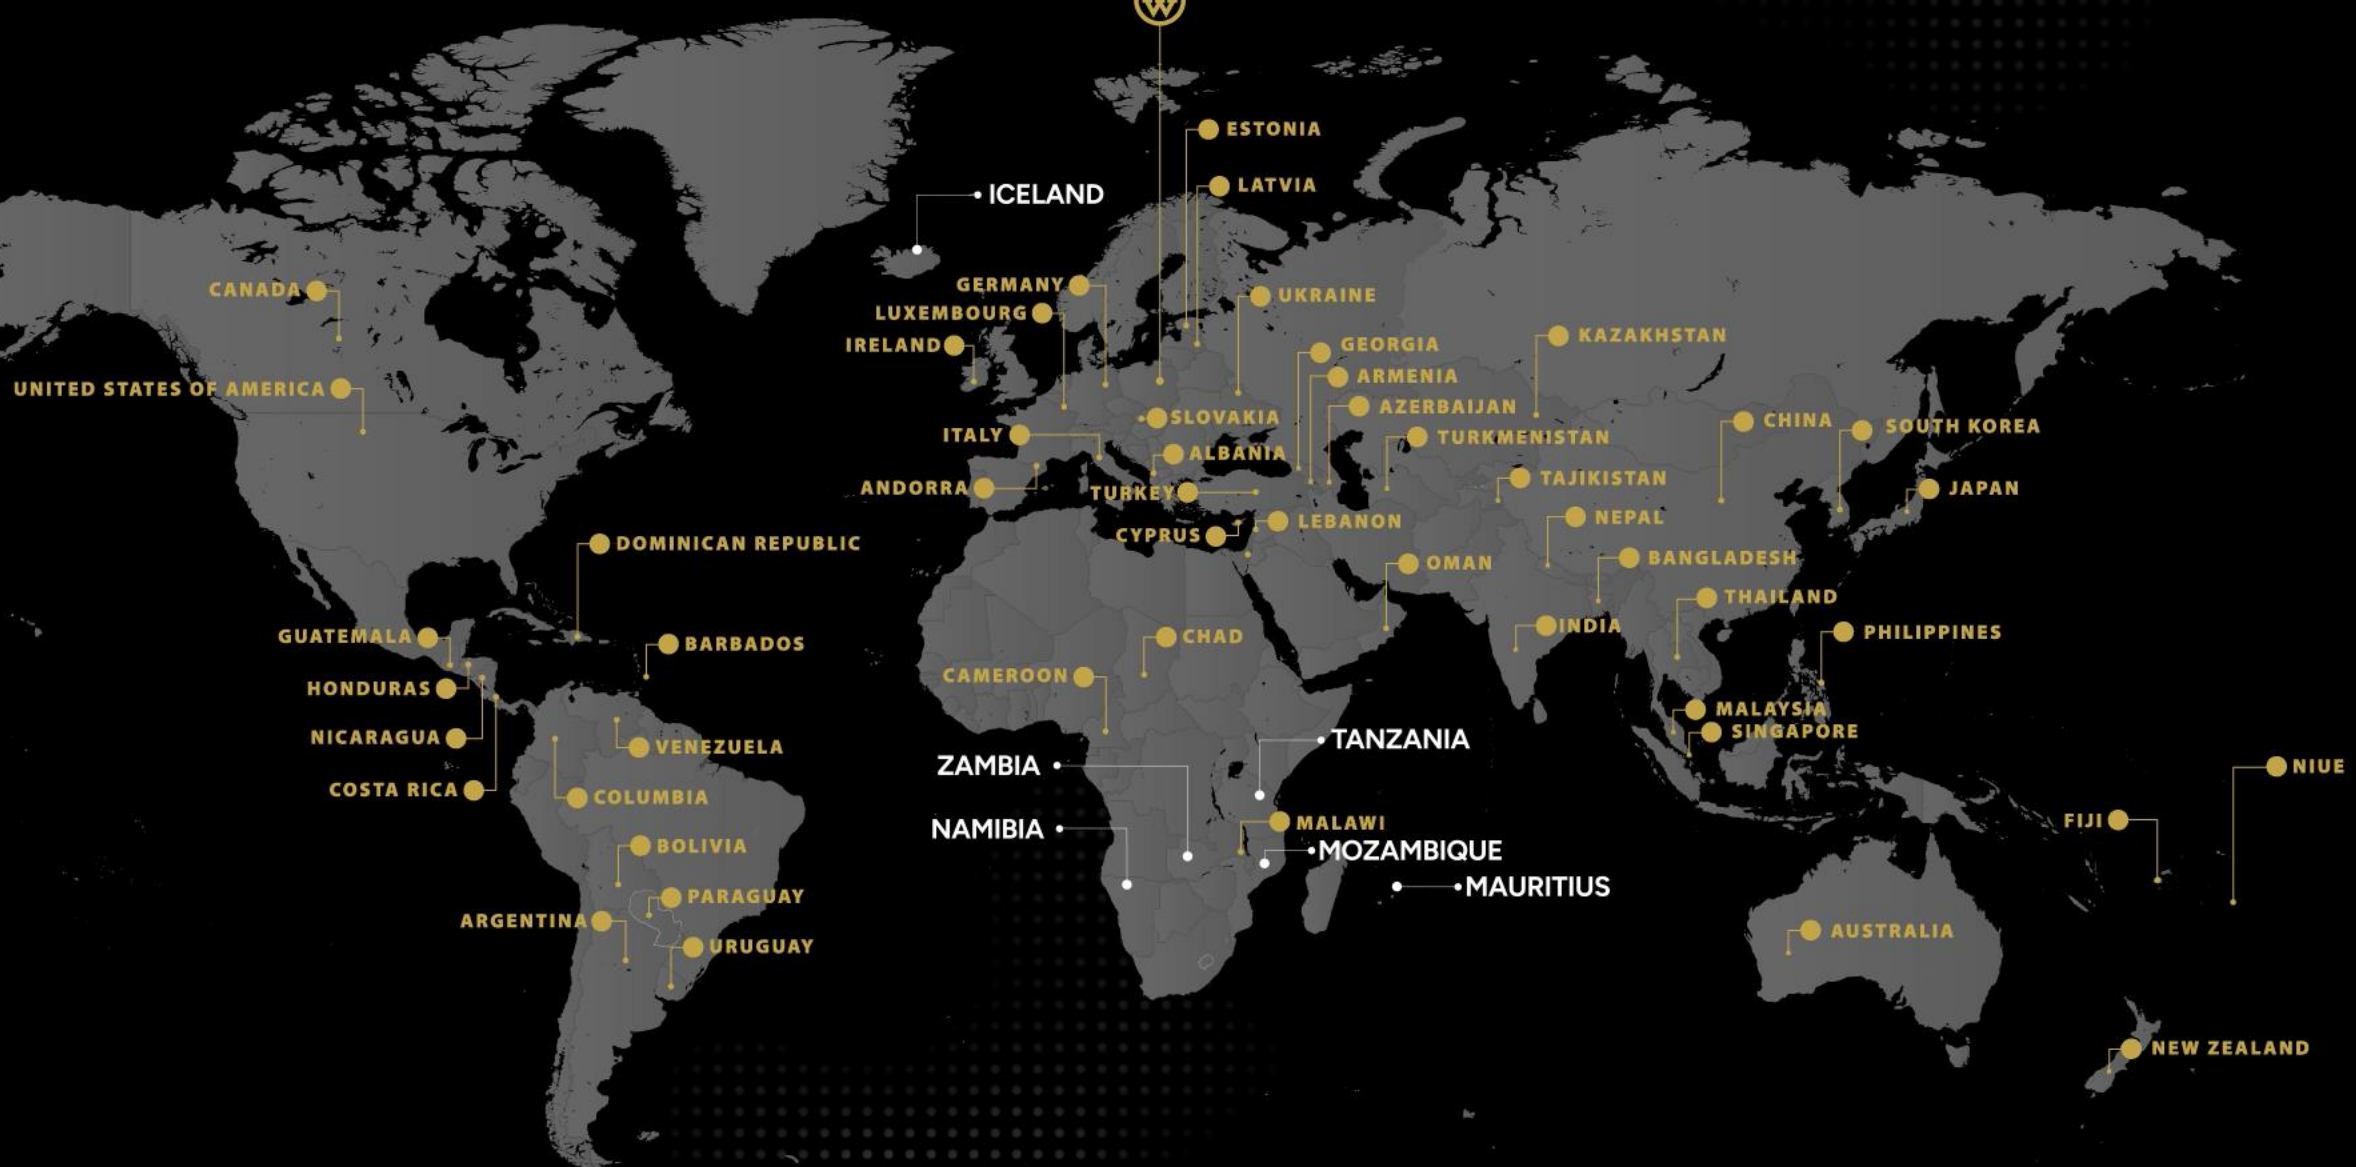 W
ESTONIA
LATVIA
ICELAND
GERMANY
CANADA
UKRAINE
LUXEMBOURG
KAZAKHSTAN
IRELAND
GEORGIA
ARMENIA
UNITED STATES OF AMERICA
AZERBAIJAN
SLOVAKIA
CHINA
SOUTH KOREA
ITALY
TURKMENISTAN
ALBANIA
TAJIKISTAN
ANDORRA
JAPAN
TURKEY
NEPAL
LEBANON
CYPRUS
DOMINICAN REPUBLIC
BANGLADESH
OMAN
THAILAND
INDIA
PHILIPPINES
GUATEMALA
CHAD
BARBADOS
CAMEROON
HONDURAS
MALAYSIA
SINGAPORE
NICARAGUA
TANZANIA
VENEZUELA
ZAMBIA
NIUE
COSTA RICA
COLUMBIA
FIJI
MALAWI
NAMIBIA
BOLIVIA
MOZAMBIQUE
MAURITIUS
PARAGUAY
ARGENTINA
AUSTRALIA
URUGUAY
NEW ZEALAND